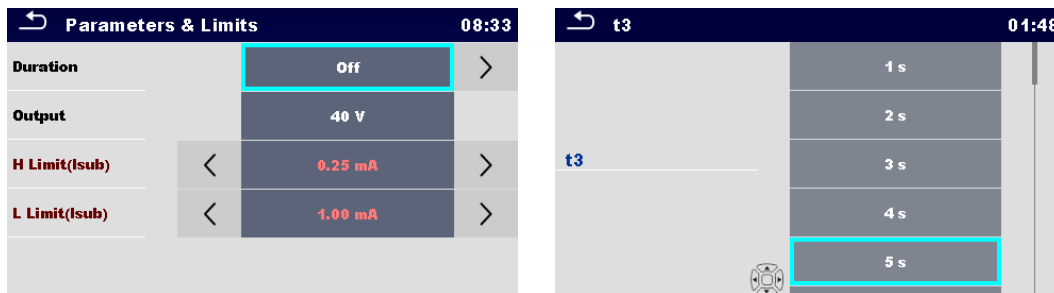 Parameters & Limits 08:33
Duration Off
Output 40 V
H Limit(Isub) 0.25 mA
L Limit(Isub) 1.00 mA
t3 01:48
1 s
2 s
t3 3 s
4 s
5 s